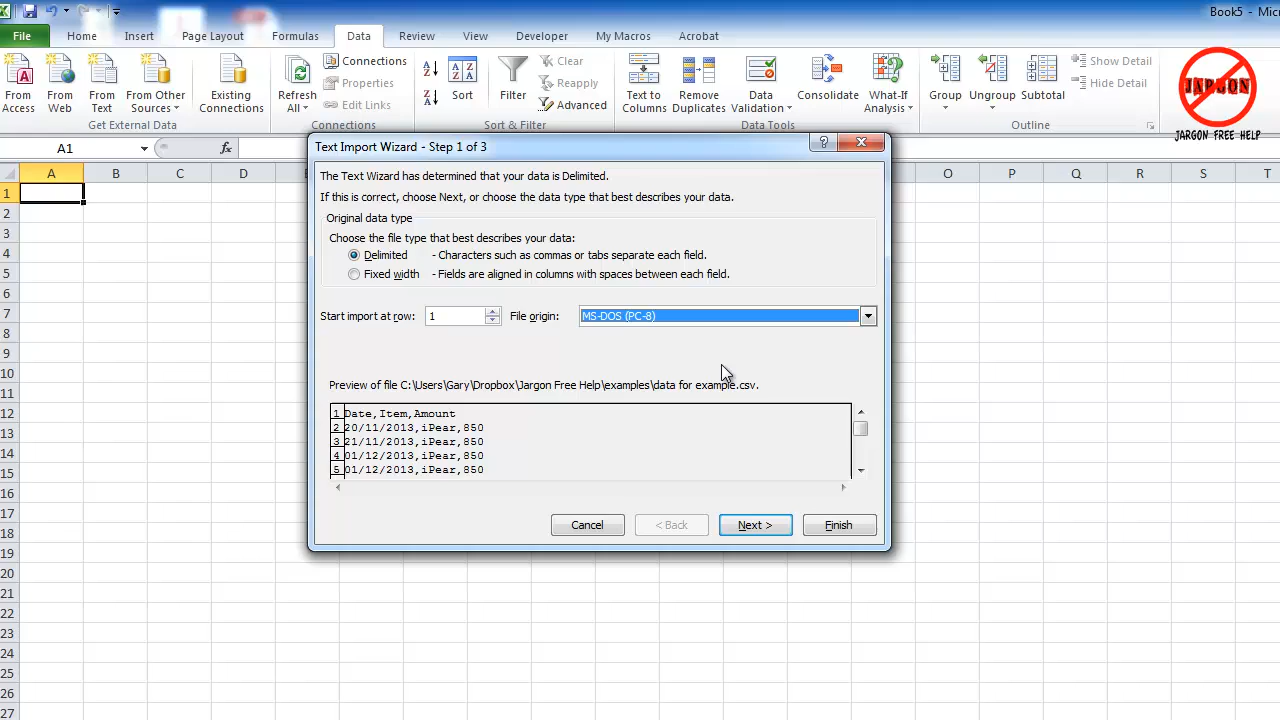 Book5 - Micr
File Home Insert Page Layout Formulas Data Review View Developer My Macros Acrobat
From Access
From Web
From Text
From Other Sources
Existing Connections
Get External Data
Refresh All
Connections
Properties
Edit Links
Connections
Sort
Clear
Reapply
Advanced
Sort & Filter
Text to Columns
Remove Duplicates
Data Validation
Consolidate
What-If Analysis
Data Tools
Group
Ungroup
Subtotal
Show Detail
Hide Detail
Outline
JARGON
JARGON FREE HELP
A1
fx
A B C D E O P Q R S T
Text Import Wizard - Step 1 of 3
The Text Wizard has determined that your data is Delimited.
If this is correct, choose Next, or choose the data type that best describes your data.
Original data type
Choose the file type that best describes your data:
Delimited - Characters such as commas or tabs separate each field.
Fixed width - Fields are aligned in columns with spaces between each field.
Start import at row: 1 File origin: MS-DOS (PC-8)
Preview of file C:\Users\Gary\Dropbox\Jargon Free Help\examples\data for example.csv.
1 Date,Item,Amount
2 20/11/2013,iPear,850
3 21/11/2013,iPear,850
4 01/12/2013,iPear,850
5 01/12/2013,iPear,850
Cancel < Back Next > Finish
1
2
3
4
5
6
7
8
9
10
11
12
13
14
15
16
17
18
19
20
21
22
23
24
25
26
27